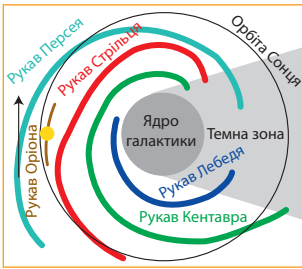 Рукав Персея
Рукав Стрільця
Орбіта Сонця
Рукав Оріона
Ядро
галактики
Темна зона
Рукав Лебедя
Рукав Кентавра